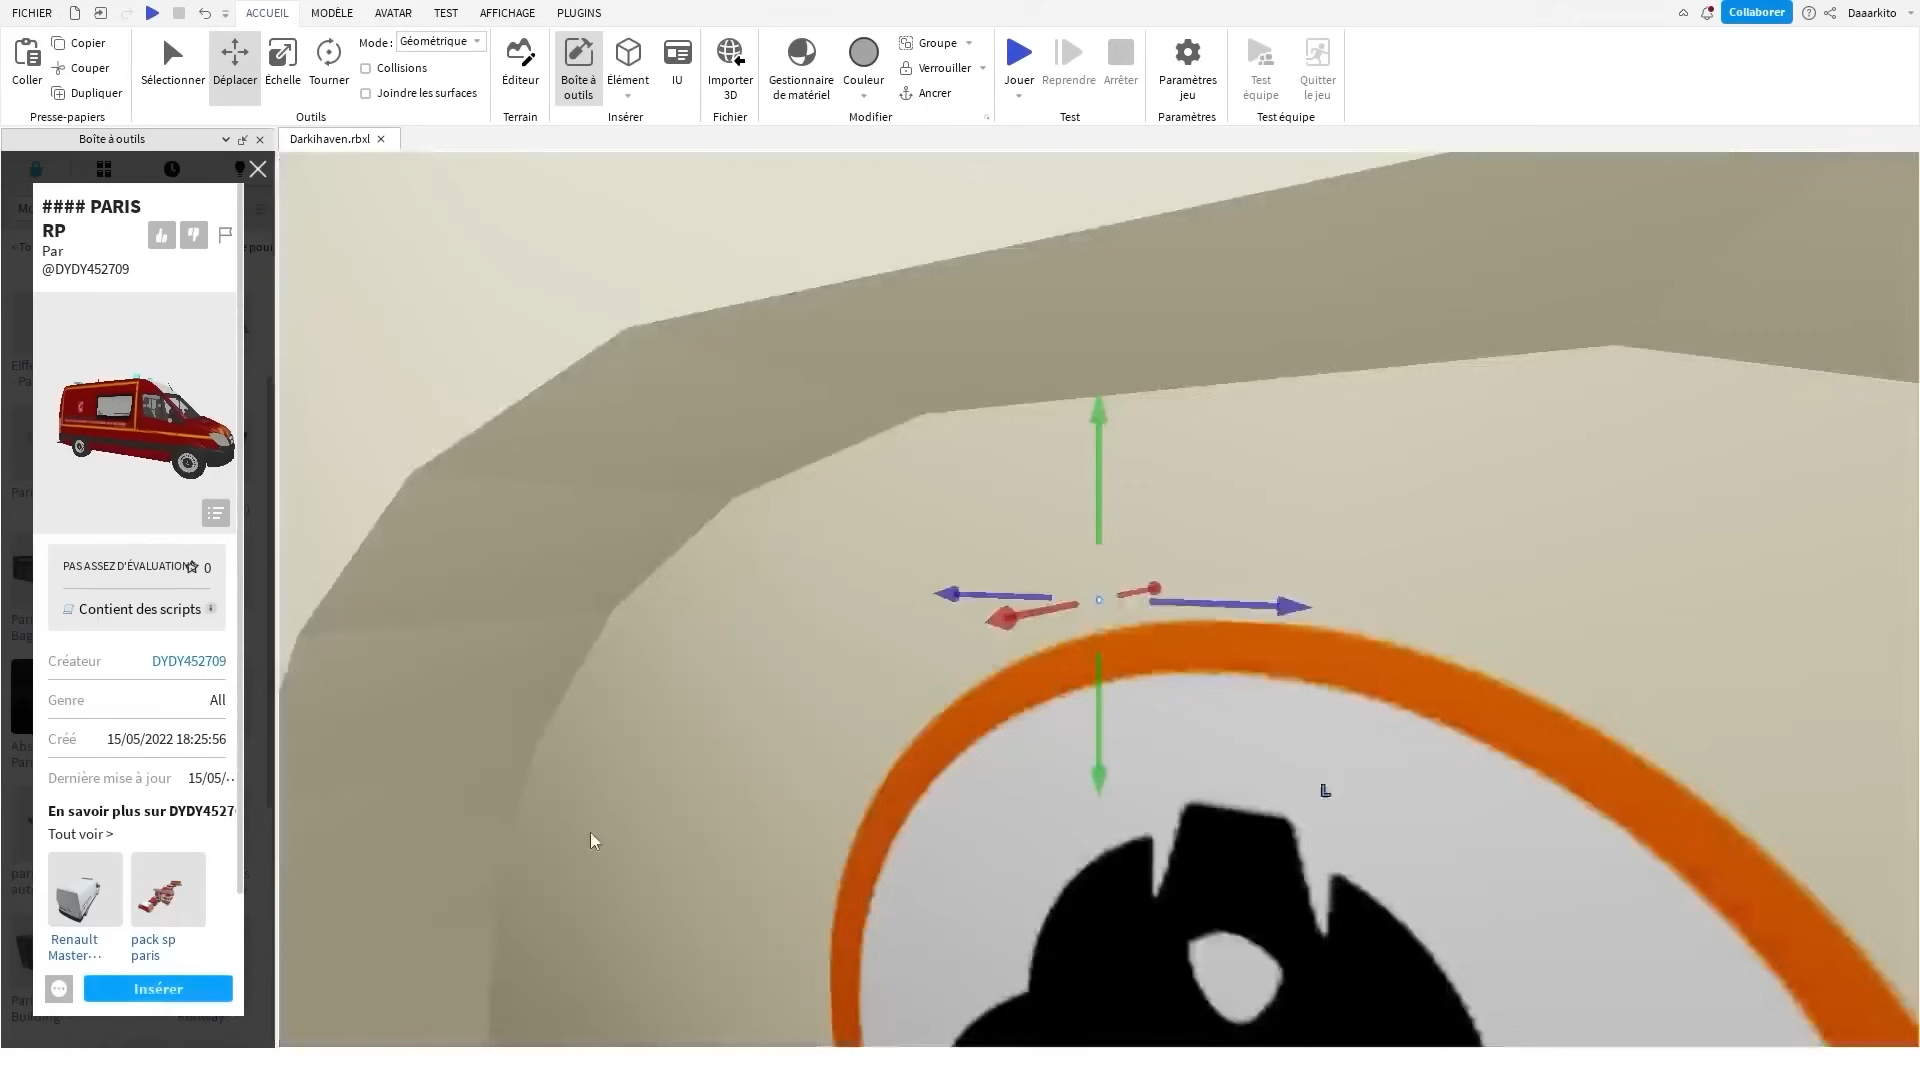 FICHIER ACCUEIL MODÈLE AVATAR TEST AFFICHAGE PLUGINS Collaborer Daaarkito
Coller
Copier
Couper
Dupliquer
Presse-papiers
Sélectionner Déplacer Échelle Tourner
Mode : Géométrique
Collisions
Joindre les surfaces
Outils
Éditeur
Terrain
Boîte à
outils
Élément
IU
Insérer
Importer
3D
Fichier
Gestionnaire
de matériel
Couleur
Groupe
Verrouiller
Ancrer
Modifier
Jouer Reprendre Arrêter
Test
Paramètres
jeu
Paramètres
Test
équipe
Quitter
le jeu
Test équipe
Boîte à outils
Darkihaven.rbxl
#### PARIS
RP
Par
@DYDY452709
PAS ASSEZ D'ÉVALUATION 0
Contient des scripts
Créateur DYDY452709
Genre All
Créé 15/05/2022 18:25:56
Dernière mise à jour 15/05/··
En savoir plus sur DYDY4527
Tout voir >
Renault
Master···
pack sp
paris
Insérer
L